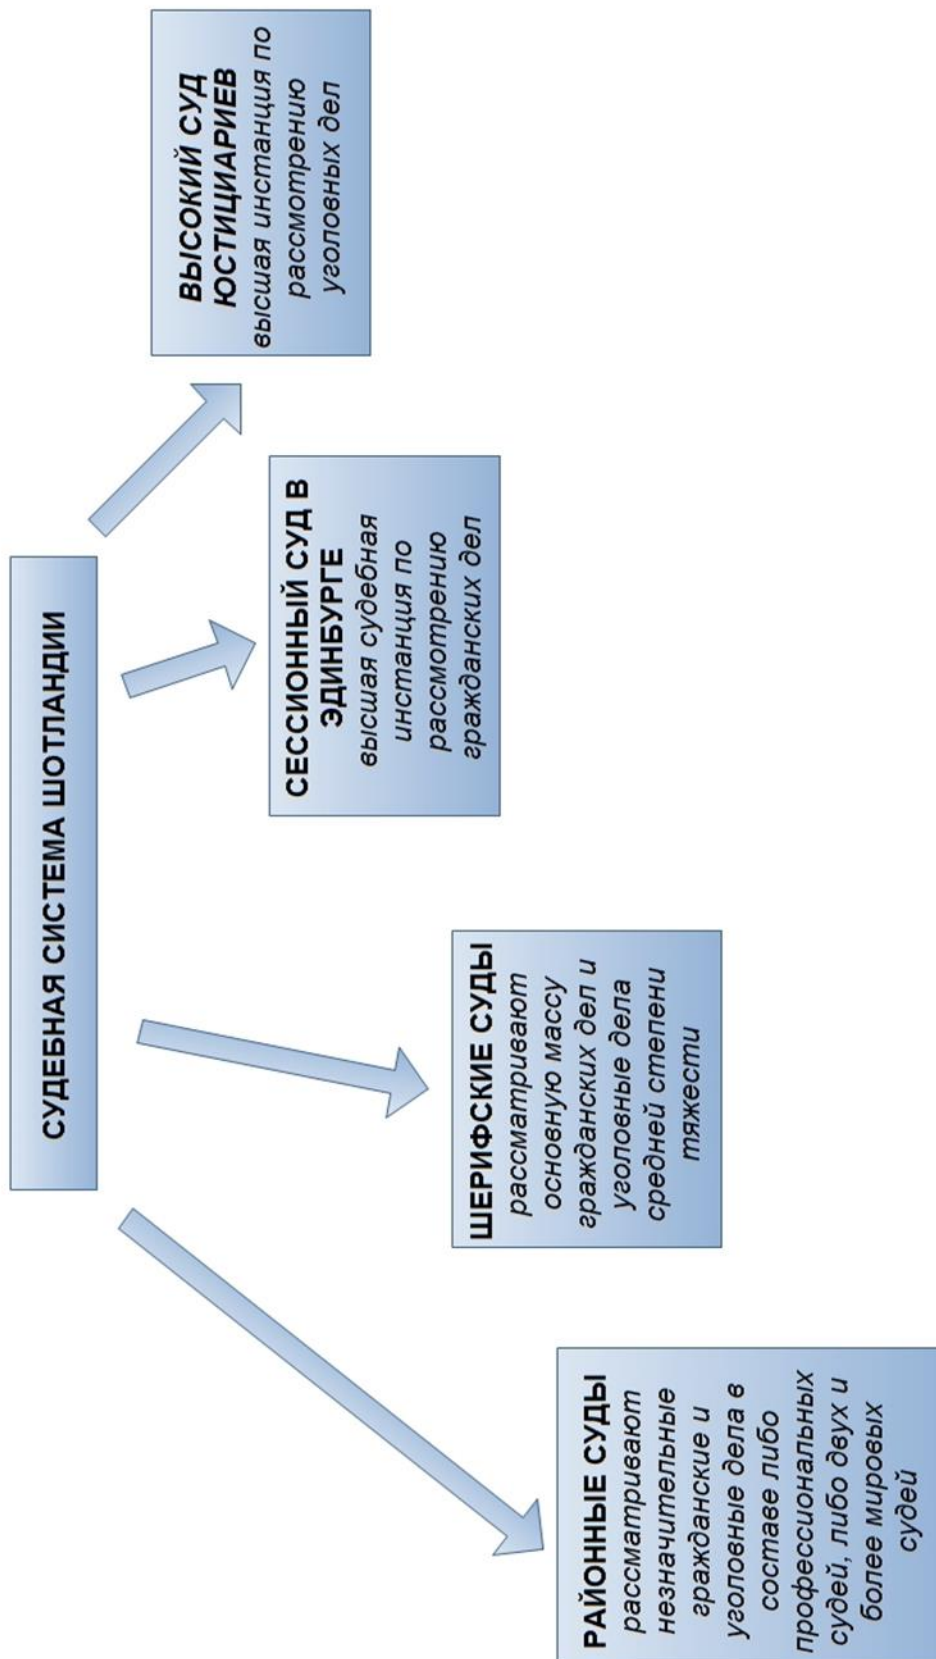 СУДЕБНАЯ СИСТЕМА ШОТЛАНДИИ
РАЙОННЫЕ СУДЫ
рассматривают
незначительные
гражданские и
уголовные дела в
составе либо
профессиональных
судей, либо двух и
более мировых
судей
ШЕРИФСКИЕ СУДЫ
рассматривают
основную массу
гражданских дел и
уголовные дела
средней степени
тяжести
СЕССИОННЫЙ СУД В
ЭДИНБУРГЕ
высшая судебная
инстанция по
рассмотрению
гражданских дел
ВЫСОКИЙ СУД
ЮСТИЦИАРИЕВ
высшая инстанция по
рассмотрению
уголовных дел